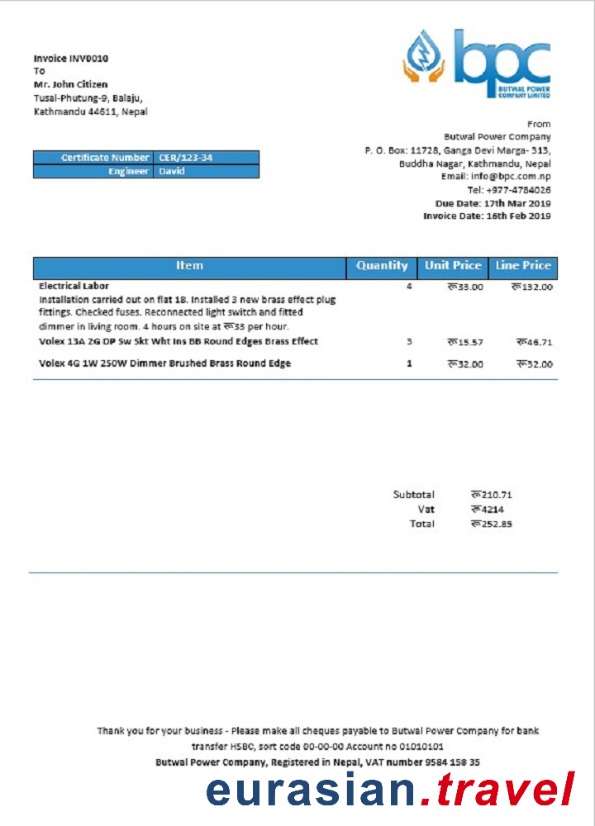 Invoice INV0010
To
Mr. John Citizen
Tusal-Phutung-9, Balaju,
Kathmandu 44611, Nepal
bpc
BUTWAL POWER
COMPANY LIMITED
From
Butwal Power Company
P. O. Box: 11728, Ganga Devi Marga- 313,
Buddha Nagar, Kathmandu, Nepal
Email: info@bpc.com.np
Tel: +977-4784026
Due Date: 17th Mar 2019
Invoice Date: 16th Feb 2019
Certificate Number CER/123-34
Engineer David
Item Quantity Unit Price Line Price
Electrical Labor 4 रू33.00 रू132.00
Installation carried out on flat 1B. Installed 3 new brass effect plug
fittings. Checked fuses. Reconnected light switch and fitted
dimmer in living room. 4 hours on site at रू33 per hour.
Volex 13A 2G DP Sw Skt Wht Ins BB Round Edges Brass Effect 3 रू15.57 रू46.71
Volex 4G 1W 250W Dimmer Brushed Brass Round Edge 1 रू32.00 रू32.00
Subtotal रू210.71
Vat रू4214
Total रू252.85
Thank you for your business - Please make all cheques payable to Butwal Power Company for bank
transfer HSBC, sort code 00-00-00 Account no 01010101
Butwal Power Company, Registered in Nepal, VAT number 9584 158 35
eurasian.travel